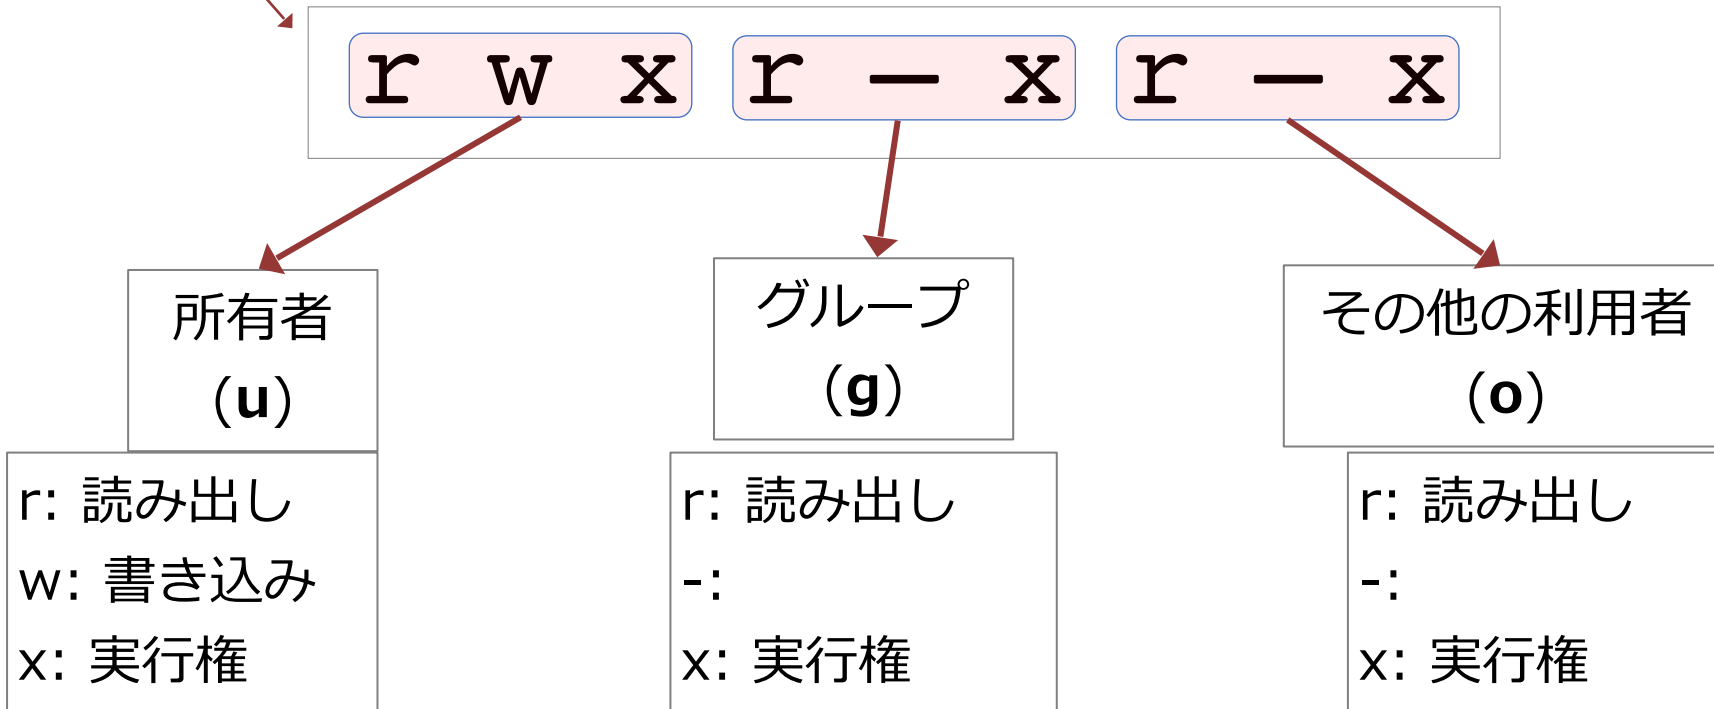 r w x r - x r - x
所有者
(u)
r: 読み出し
w: 書き込み
x: 実行権
グループ
(g)
r: 読み出し
-:
x: 実行権
その他の利用者
(o)
r: 読み出し
-:
x: 実行権